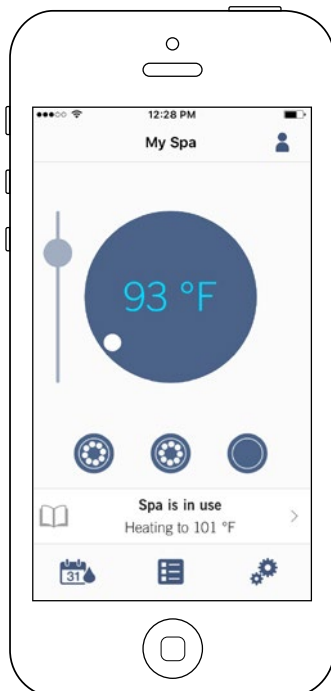 12:28 PM
My Spa
93 °F
Spa is in use
Heating to 101 °F
31